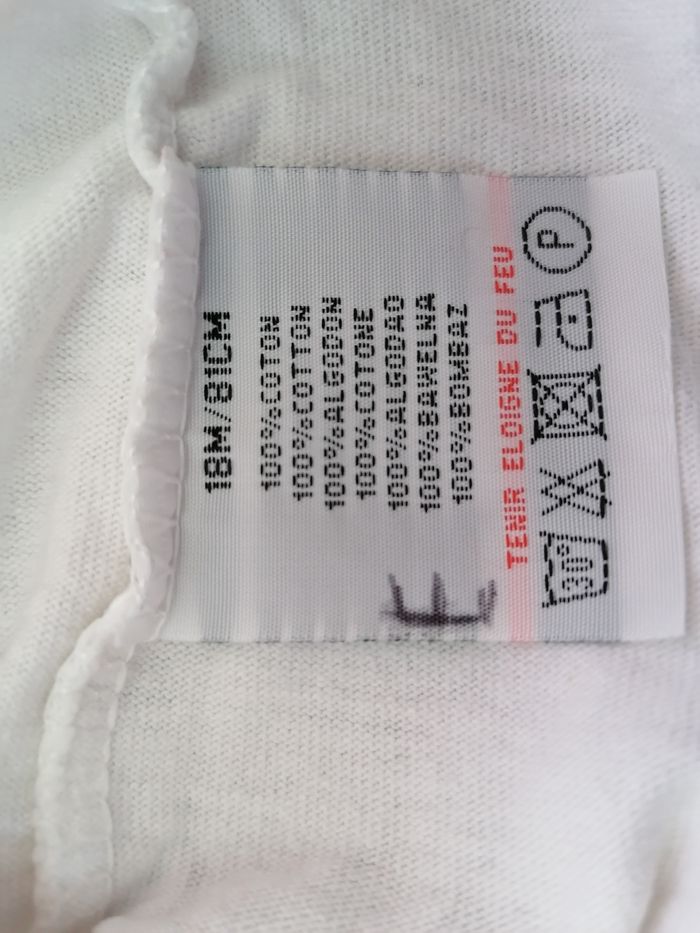 18M/81CM
100%COTON
100%COTTON
100%ALGODON
100%COTONE
100%ALGODAO
100%BAWELNA
100%BOMBAZ
TENIR ELOIGNE DU FEU
30°
P
E